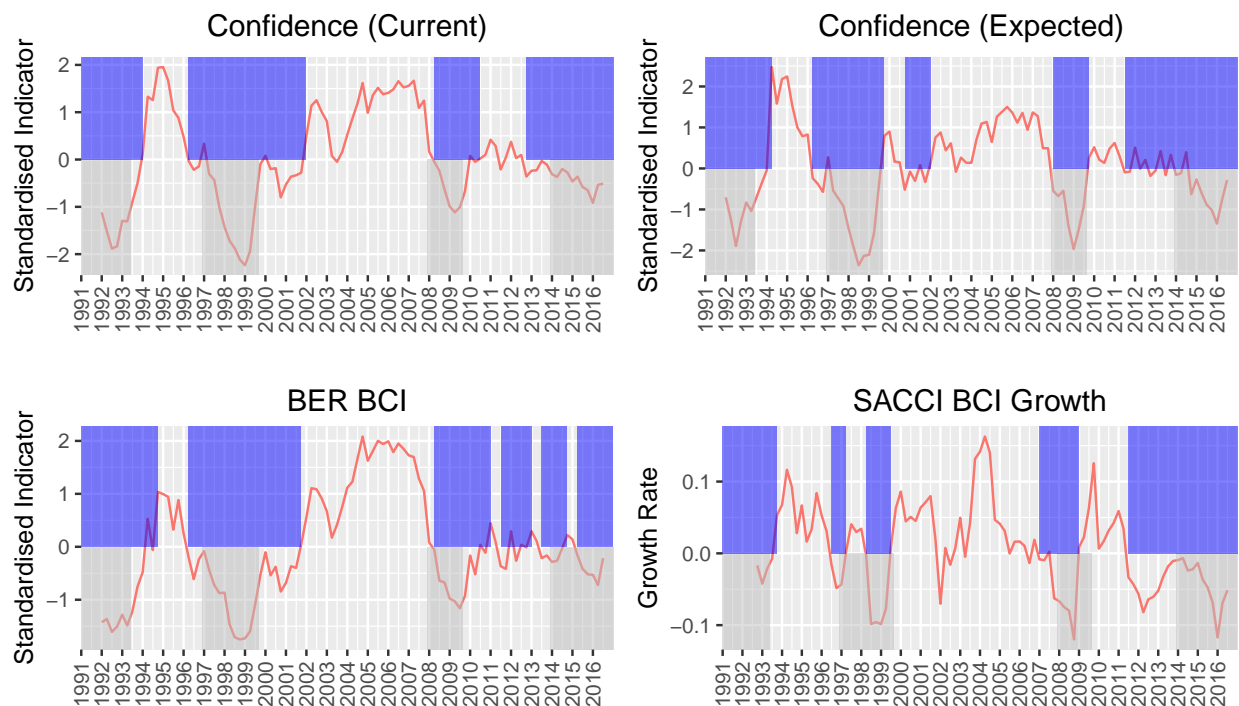 Confidence (Current)
Standardised Indicator
2
1
0
−1
−2
1991 1992 1993 1994 1995 1996 1997 1998 1999 2000 2001 2002 2003 2004 2005 2006 2007 2008 2009 2010 2011 2012 2013 2014 2015 2016
Confidence (Expected)
Standardised Indicator
2
1
0
−1
−2
1991 1992 1993 1994 1995 1996 1997 1998 1999 2000 2001 2002 2003 2004 2005 2006 2007 2008 2009 2010 2011 2012 2013 2014 2015 2016
BER BCI
Standardised Indicator
2
1
0
−1
1991 1992 1993 1994 1995 1996 1997 1998 1999 2000 2001 2002 2003 2004 2005 2006 2007 2008 2009 2010 2011 2012 2013 2014 2015 2016
SACCI BCI Growth
Growth Rate
0.1
0.0
−0.1
1991 1992 1993 1994 1995 1996 1997 1998 1999 2000 2001 2002 2003 2004 2005 2006 2007 2008 2009 2010 2011 2012 2013 2014 2015 2016